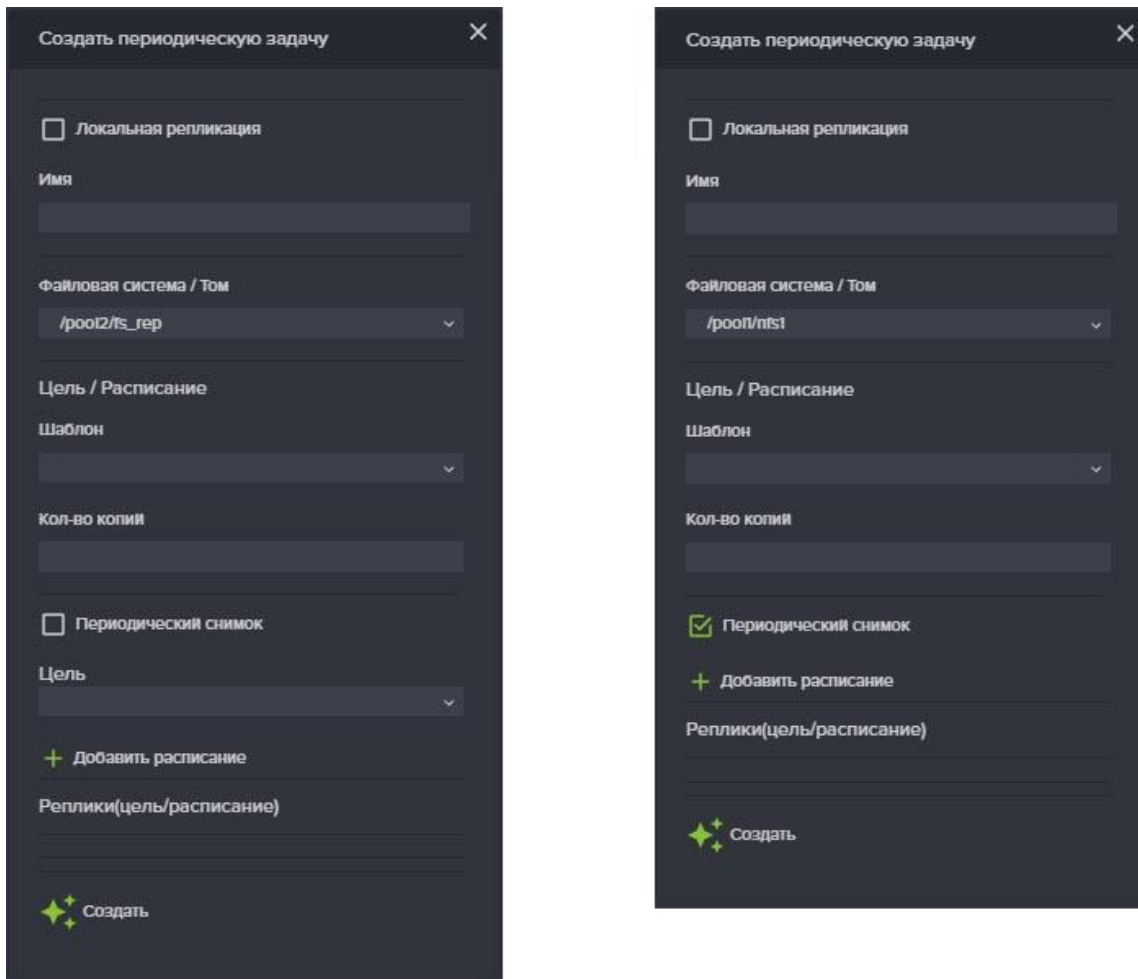 Создать периодическую задачу
Локальная репликация
Имя
Файловая система / Том
/pool2/fs_rep
Цель / Расписание
Шаблон
Кол-во копий
Периодический снимок
Цель
Добавить расписание
Реплики(цель/расписание)
Создать
Создать периодическую задачу
Локальная репликация
Имя
Файловая система / Том
/pool1/nfs1
Цель / Расписание
Шаблон
Кол-во копий
Периодический снимок
Добавить расписание
Реплики(цель/расписание)
Создать